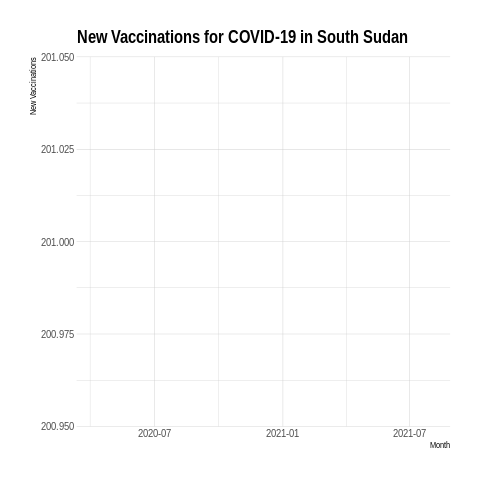 New Vaccinations for COVID-19 in South Sudan
New Vaccinations
201.050
201.025
201.000
200.975
200.950
2020-07 2021-01 2021-07
Month